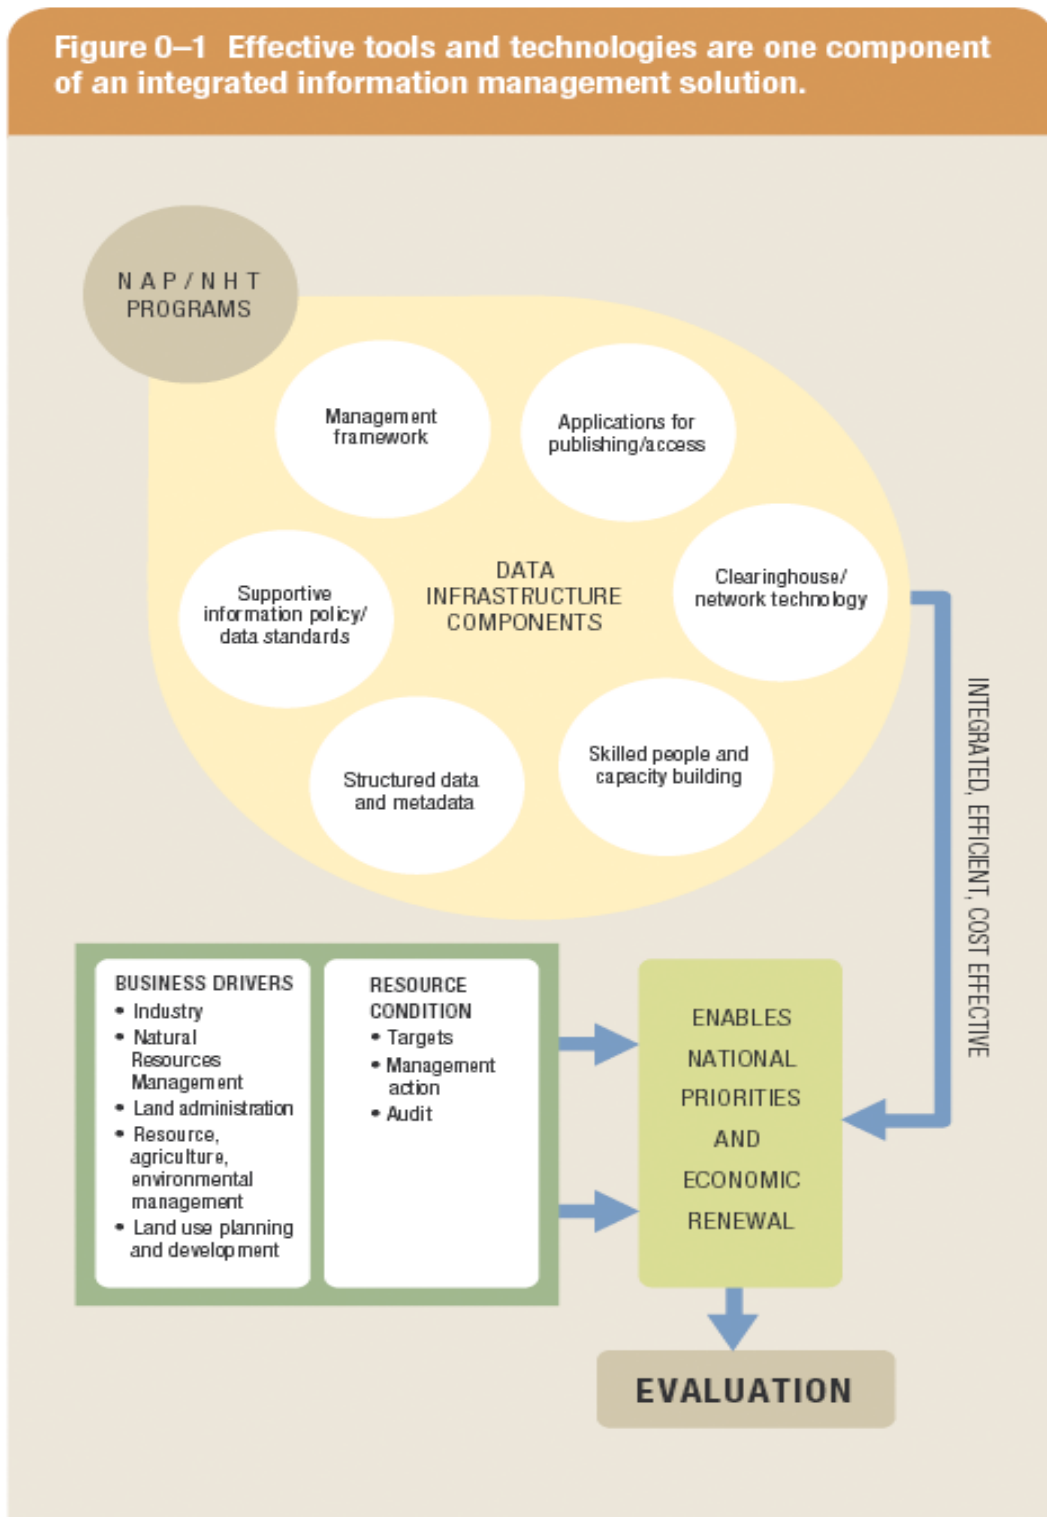 Figure 0–1 Effective tools and technologies are one component
of an integrated information management solution.
NAP/NHT
PROGRAMS
Management
framework
Applications for
publishing/access
Supportive
information policy/
data standards
DATA
INFRASTRUCTURE
COMPONENTS
Clearinghouse/
network technology
Structured data
and metadata
Skilled people and
capacity building
INTEGRATED, EFFICIENT, COST EFFECTIVE
BUSINESS DRIVERS
• Industry
• Natural
Resources
Management
• Land administration
• Resource,
agriculture,
environmental
management
• Land use planning
and development
RESOURCE
CONDITION
• Targets
• Management
action
• Audit
ENABLES
NATIONAL
PRIORITIES
AND
ECONOMIC
RENEWAL
EVALUATION